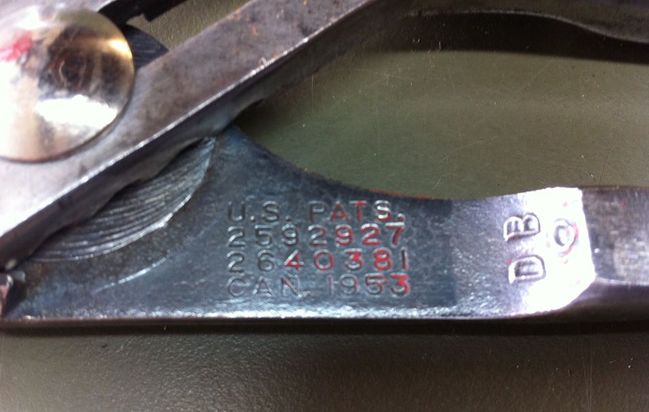 U.S. PATS.
2592927
2640381
CAN. 1953
DB